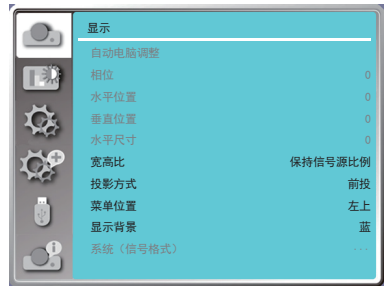 显示
自动电脑调整
相位 0
水平位置 0
垂直位置 0
水平尺寸 0
宽高比 保持信号源比例
投影方式 前投
菜单位置 左上
显示背景 蓝
系统（信号格式） ···